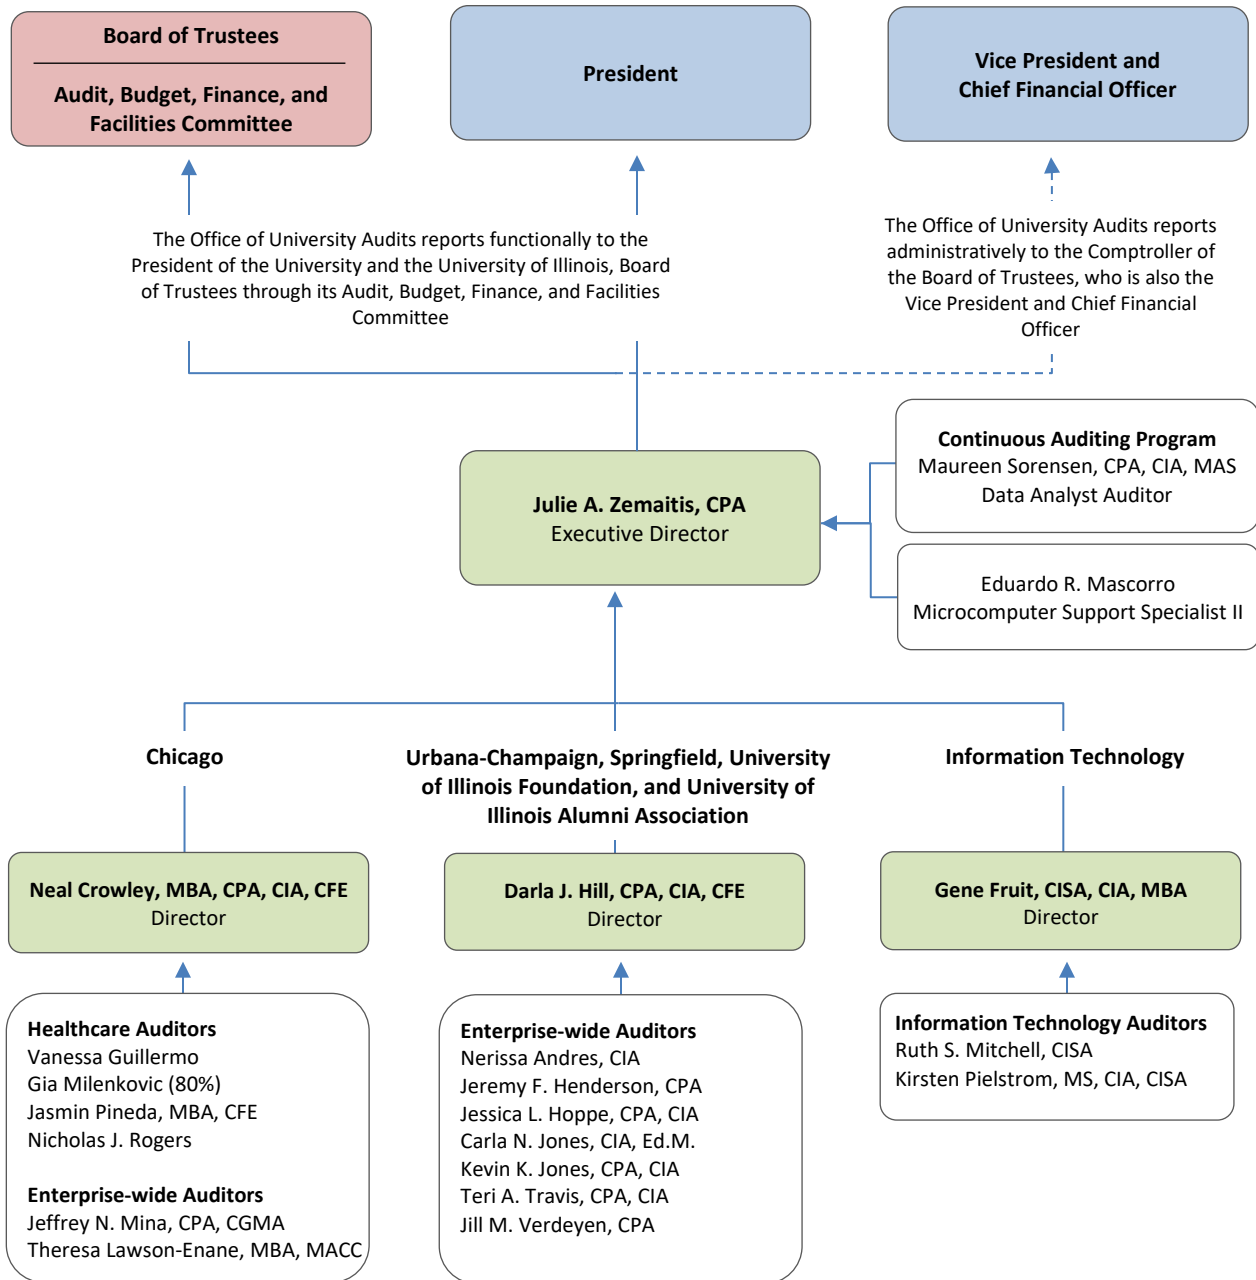 Board of Trustees
Audit, Budget, Finance, and
Facilities Committee
President
Vice President and
Chief Financial Officer
The Office of University Audits reports functionally to the
President of the University and the University of Illinois, Board
of Trustees through its Audit, Budget, Finance, and Facilities
Committee
The Office of University Audits reports
administratively to the Comptroller of
the Board of Trustees, who is also the
Vice President and Chief Financial
Officer
Continuous Auditing Program
Maureen Sorensen, CPA, CIA, MAS
Data Analyst Auditor
Julie A. Zemaitis, CPA
Executive Director
Eduardo R. Mascorro
Microcomputer Support Specialist II
Chicago
Urbana-Champaign, Springfield, University
of Illinois Foundation, and University of
Illinois Alumni Association
Information Technology
Neal Crowley, MBA, CPA, CIA, CFE
Director
Darla J. Hill, CPA, CIA, CFE
Director
Gene Fruit, CISA, CIA, MBA
Director
Healthcare Auditors
Vanessa Guillermo
Gia Milenkovic (80%)
Jasmin Pineda, MBA, CFE
Nicholas J. Rogers
Enterprise-wide Auditors
Jeffrey N. Mina, CPA, CGMA
Theresa Lawson-Enane, MBA, MACC
Enterprise-wide Auditors
Nerissa Andres, CIA
Jeremy F. Henderson, CPA
Jessica L. Hoppe, CPA, CIA
Carla N. Jones, CIA, Ed.M.
Kevin K. Jones, CPA, CIA
Teri A. Travis, CPA, CIA
Jill M. Verdeyen, CPA
Information Technology Auditors
Ruth S. Mitchell, CISA
Kirsten Pielstrom, MS, CIA, CISA